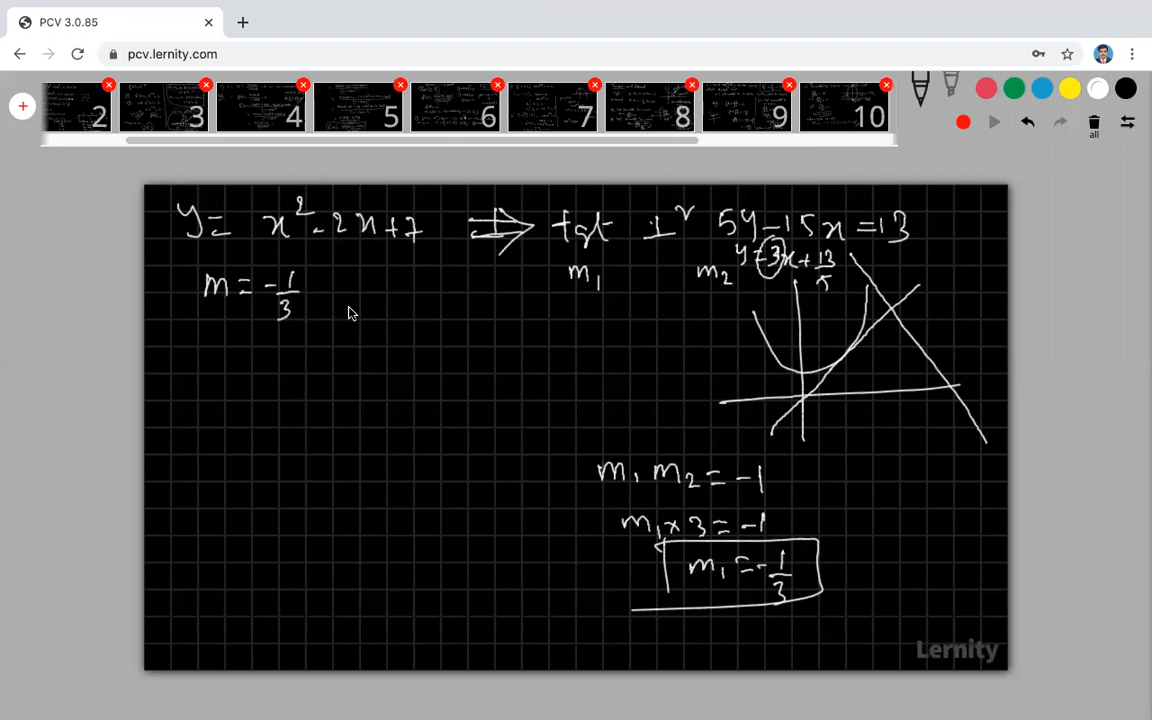 PCV 3.0.85
pcv.lernity.com
2 3 4 5 6 7 8 9 10
all
y = x² - 2x + 7 ⇒ tgt ⊥r 5y - 15x = 13
y = 3x + 13/5
m = -1/3
m₁ m₂
m₁ m₂ = -1
m₁ × 3 = -1
m₁ = -1/3
Lernity